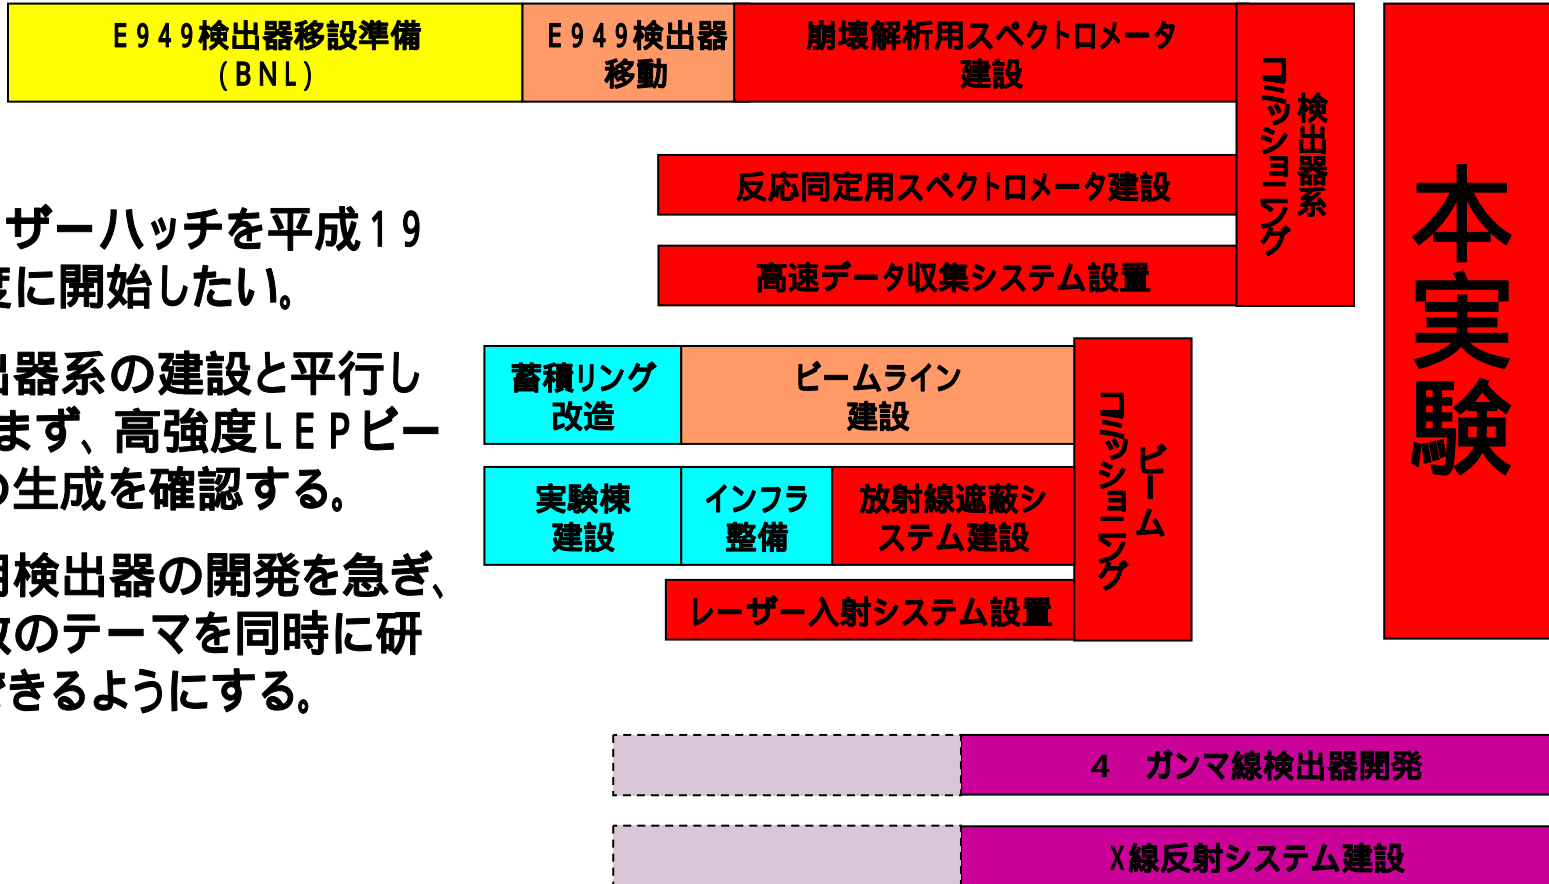 E949検出器移設準備
(BNL)
E949検出器
移動
崩壊解析用スペクトロメータ
建設
検出器系
コミッショニング
本実験
反応同定用スペクトロメータ建設
高速データ収集システム設置
ザーハッチを平成19
度に開始したい。
出器系の建設と平行し
まず、高強度LEPビー
の生成を確認する。
用検出器の開発を急ぎ、
数のテーマを同時に研
できるようにする。
蓄積リング
改造
ビームライン
建設
ビーム
コミッショニング
実験棟
建設
インフラ
整備
放射線遮蔽シ
ステム建設
レーザー入射システム設置
4 ガンマ線検出器開発
X線反射システム建設